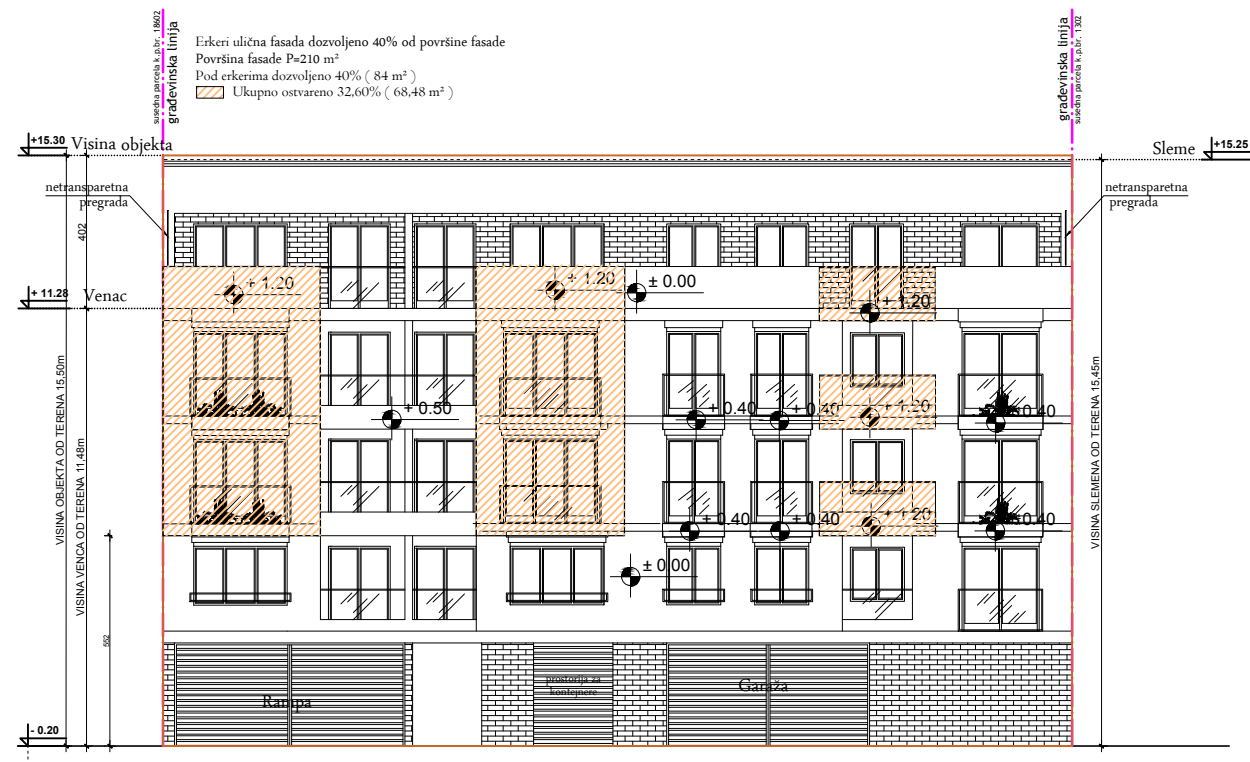 susedna parcela k.p.br. 18602
građevinska linija
Erkeri ulična fasada dozvoljeno 40% od površine fasade
Površina fasade P=210 m²
Pod erkerima dozvoljeno 40% ( 84 m² )
Ukupno ostvareno 32,60% ( 68,48 m² )
građevinska linija
susedna parcela k.p.br. 1302
+15.30 Visina objekta
Sleme +15.25
netransparetna
pregrada
netransparetna
pregrada
402
+ 11.28 Venac
+ 1.20
+ 1.20
± 0.00
+ 1.20
+ 0.50
+ 0.40
+ 0.40
+ 1.20
+0.40
+ 0.40
+ 0.40
+ 1.20
+0.40
± 0.00
VISINA OBJEKTA OD TERENA 15,50m
VISINA VENCA OD TERENA 11,48m
552
VISINA SLEMENA OD TERENA 15,45m
Rampa
prostorija za
kontejnere
Garaža
- 0.20